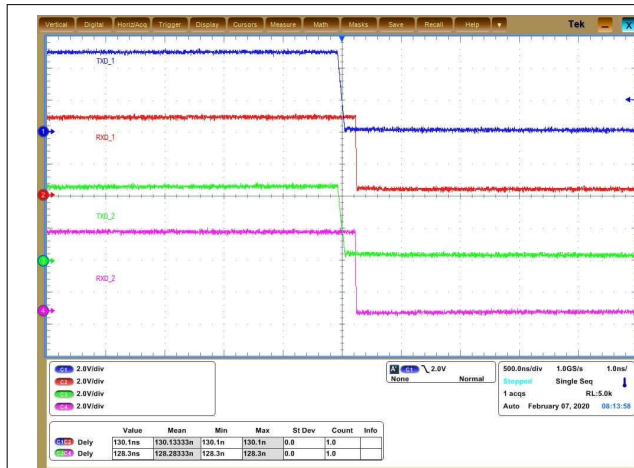 Vertical Digital Horiz/Acq Trigger Display Cursors Measure Math Masks Save Recall Help Tek X
TXD_1
1
RXD_1
2
TXD_2
RXD_2
4
C1 2.0V/div
C2 2.0V/div
C3 2.0V/div
C4 2.0V/div
A' C1 2.0V
None Normal
500.0ns/div 1.0GS/s 1.0ns/
Stopped Single Seq
1 acqs RL:5.0k
Auto February 07, 2020 08:13:58
Value Mean Min Max St Dev Count Info
C1C2 Dely 130.1ns 130.13333n 130.1n 130.1n 0.0 1.0
C3C4 Dely 128.3ns 128.28333n 128.3n 128.3n 0.0 1.0